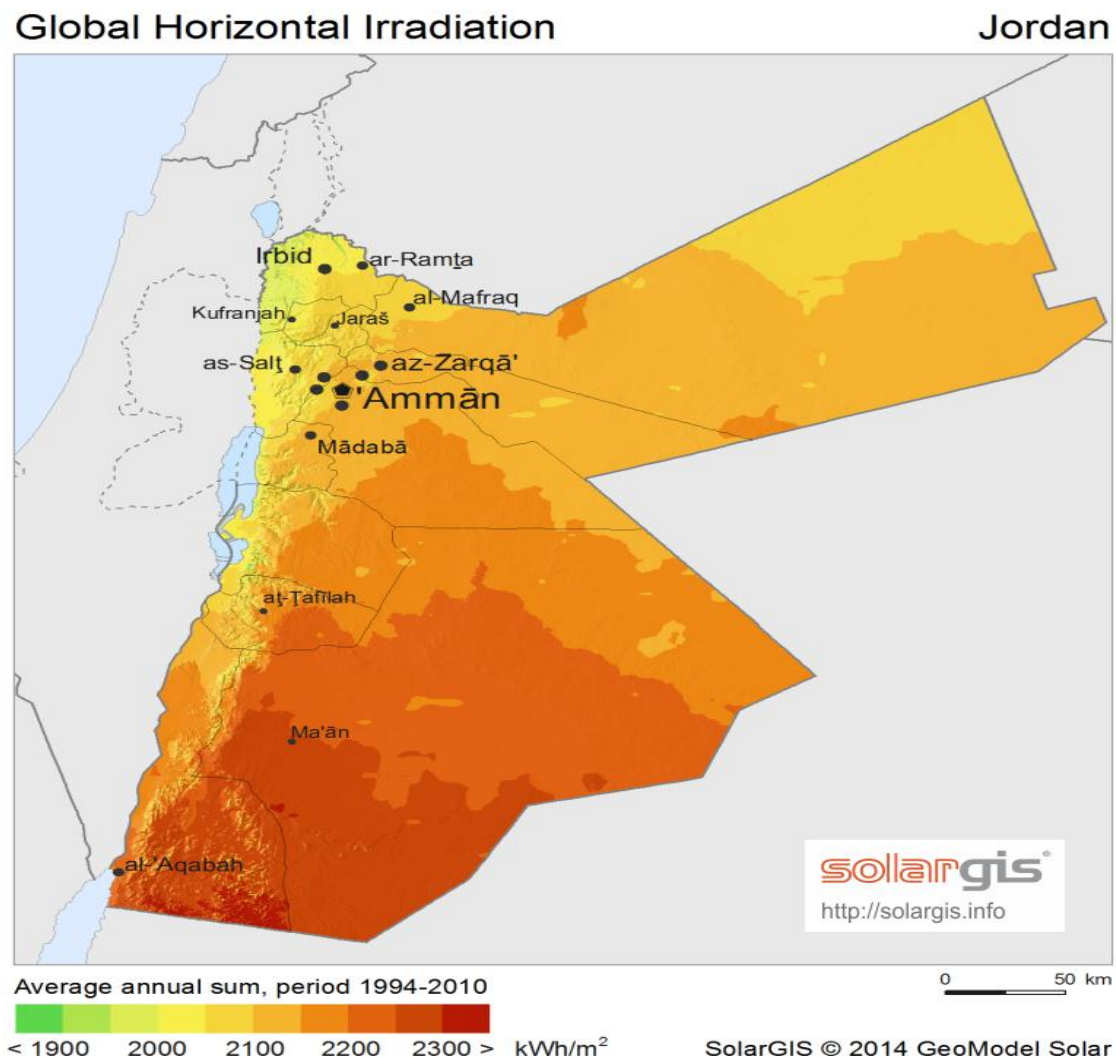 Global Horizontal Irradiation Jordan
Irbid
ar-Ramṯa
al-Mafraq
Kufranjah
Jaraš
as-Salṭ
az-Zarqā'
'Ammān
Mādabā
aṭ-Ṭafīlah
Ma'ān
al-'Aqabah
solargis
http://solargis.info
Average annual sum, period 1994-2010
0 50 km
< 1900 2000 2100 2200 2300 > kWh/m²
SolarGIS © 2014 GeoModel Solar